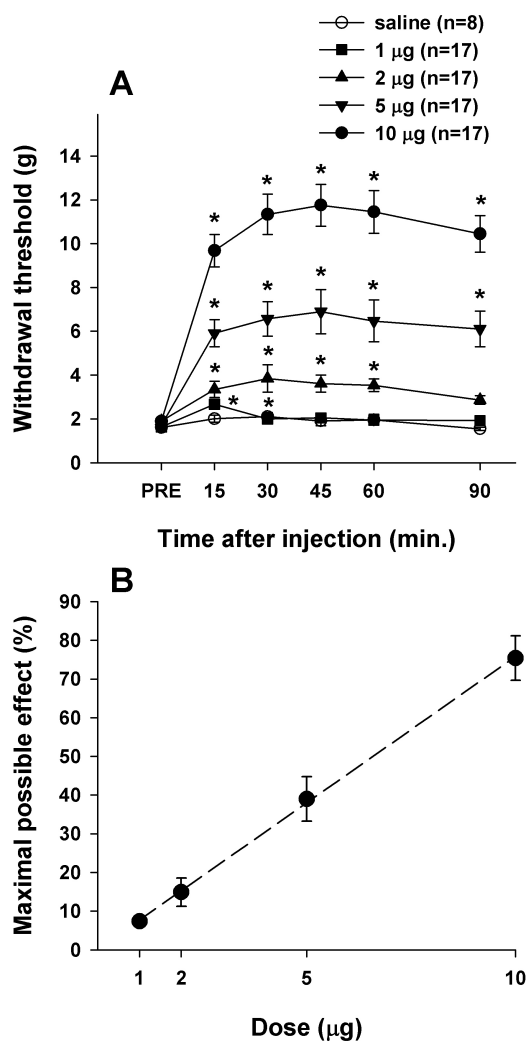 saline (n=8)
1 μg (n=17)
2 μg (n=17)
5 μg (n=17)
10 μg (n=17)
A
Withdrawal threshold (g)
14
12
10
8
6
4
2
0
* * * * *
* * * * *
* * * *
* *
PRE 15 30 45 60 90
Time after injection (min.)
B
Maximal possible effect (%)
90
80
70
60
50
40
30
20
10
0
1 2 5 10
Dose (μg)